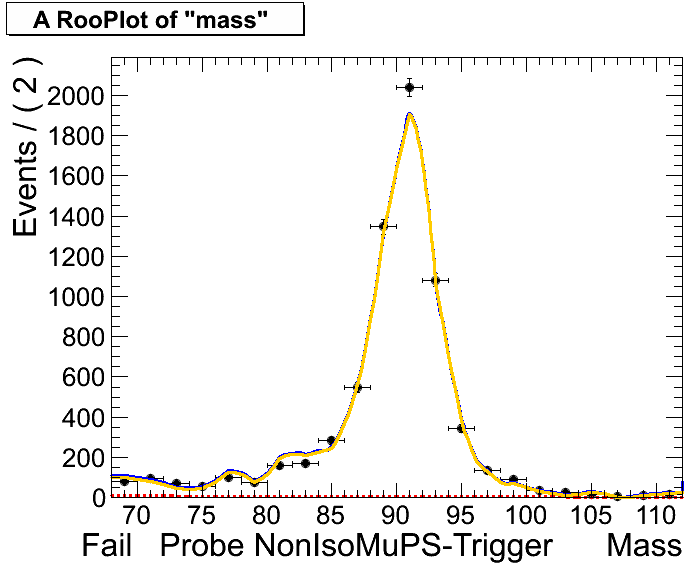 A RooPlot of "mass"
Events / ( 2 )
2000
1800
1600
1400
1200
1000
800
600
400
200
0
70 75 80 85 90 95 100 105 110
Fail Probe NonIsoMuPS-Trigger Mass